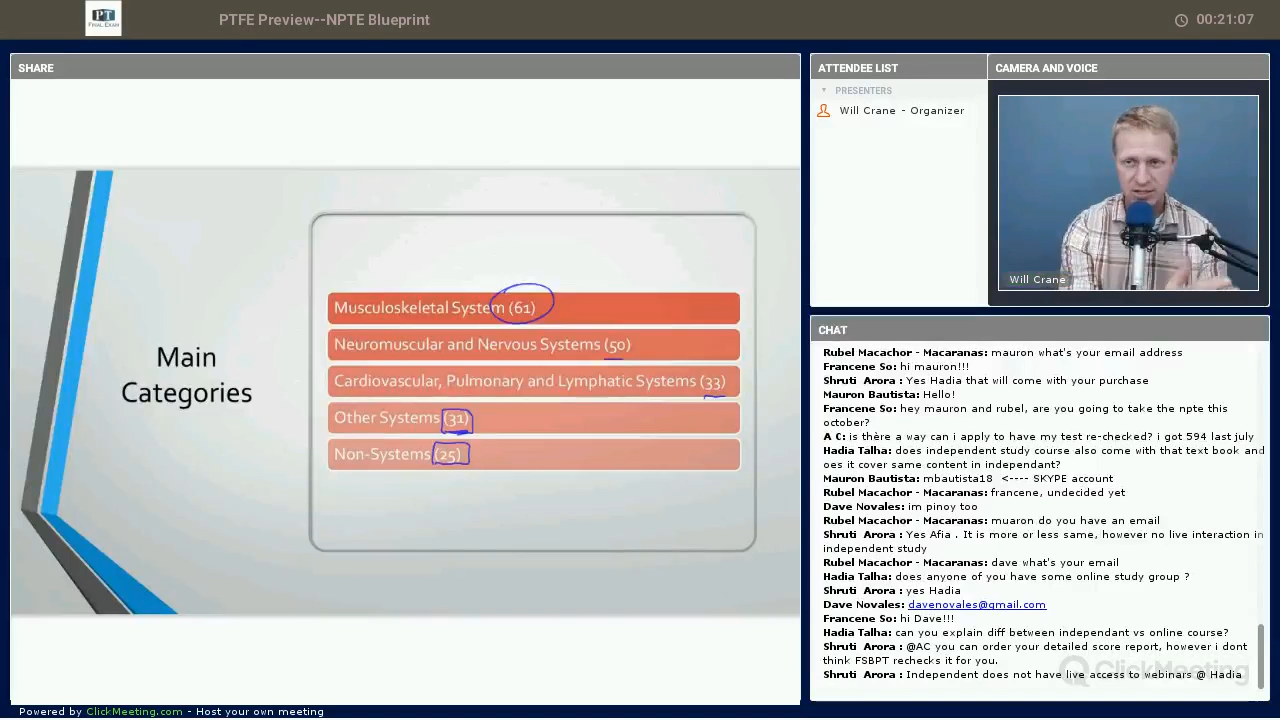 PT
FINAL EXAM
PTFE Preview--NPTE Blueprint
00:21:07
SHARE
Main
Categories
Musculoskeletal System (61)
Neuromuscular and Nervous Systems (50)
Cardiovascular, Pulmonary and Lymphatic Systems (33)
Other Systems (31)
Non-Systems (25)
ATTENDEE LIST
PRESENTERS
Will Crane - Organizer
CAMERA AND VOICE
Will Crane
CHAT
Rubel Macachor - Macaranas: mauron what's your email address
Francene So: hi mauron!!!
Shruti Arora : Yes Hadia that will come with your purchase
Mauron Bautista: Hello!
Francene So: hey mauron and rubel, are you going to take the npte this
october?
A C: is thère a way can i apply to have my test re-checked? i got 594 last july
Hadia Talha: does independent study course also come with that text book and
oes it cover same content in independant?
Mauron Bautista: mbautista18 <---- SKYPE account
Rubel Macachor - Macaranas: francene, undecided yet
Dave Novales: im pinoy too
Rubel Macachor - Macaranas: muaron do you have an email
Shruti Arora : Yes Afia . It is more or less same, however no live interaction in
independent study
Rubel Macachor - Macaranas: dave what's your email
Hadia Talha: does anyone of you have some online study group ?
Shruti Arora : yes Hadia
Dave Novales: davenovales@gmail.com
Francene So: hi Dave!!!
Hadia Talha: can you explain diff between independant vs online course?
Shruti Arora : @AC you can order your detailed score report, however i dont
think FSBPT rechecks it for you.
Shruti Arora : Independent does not have live access to webinars @ Hadia
ClickMeeting
Powered by ClickMeeting.com - Host your own meeting